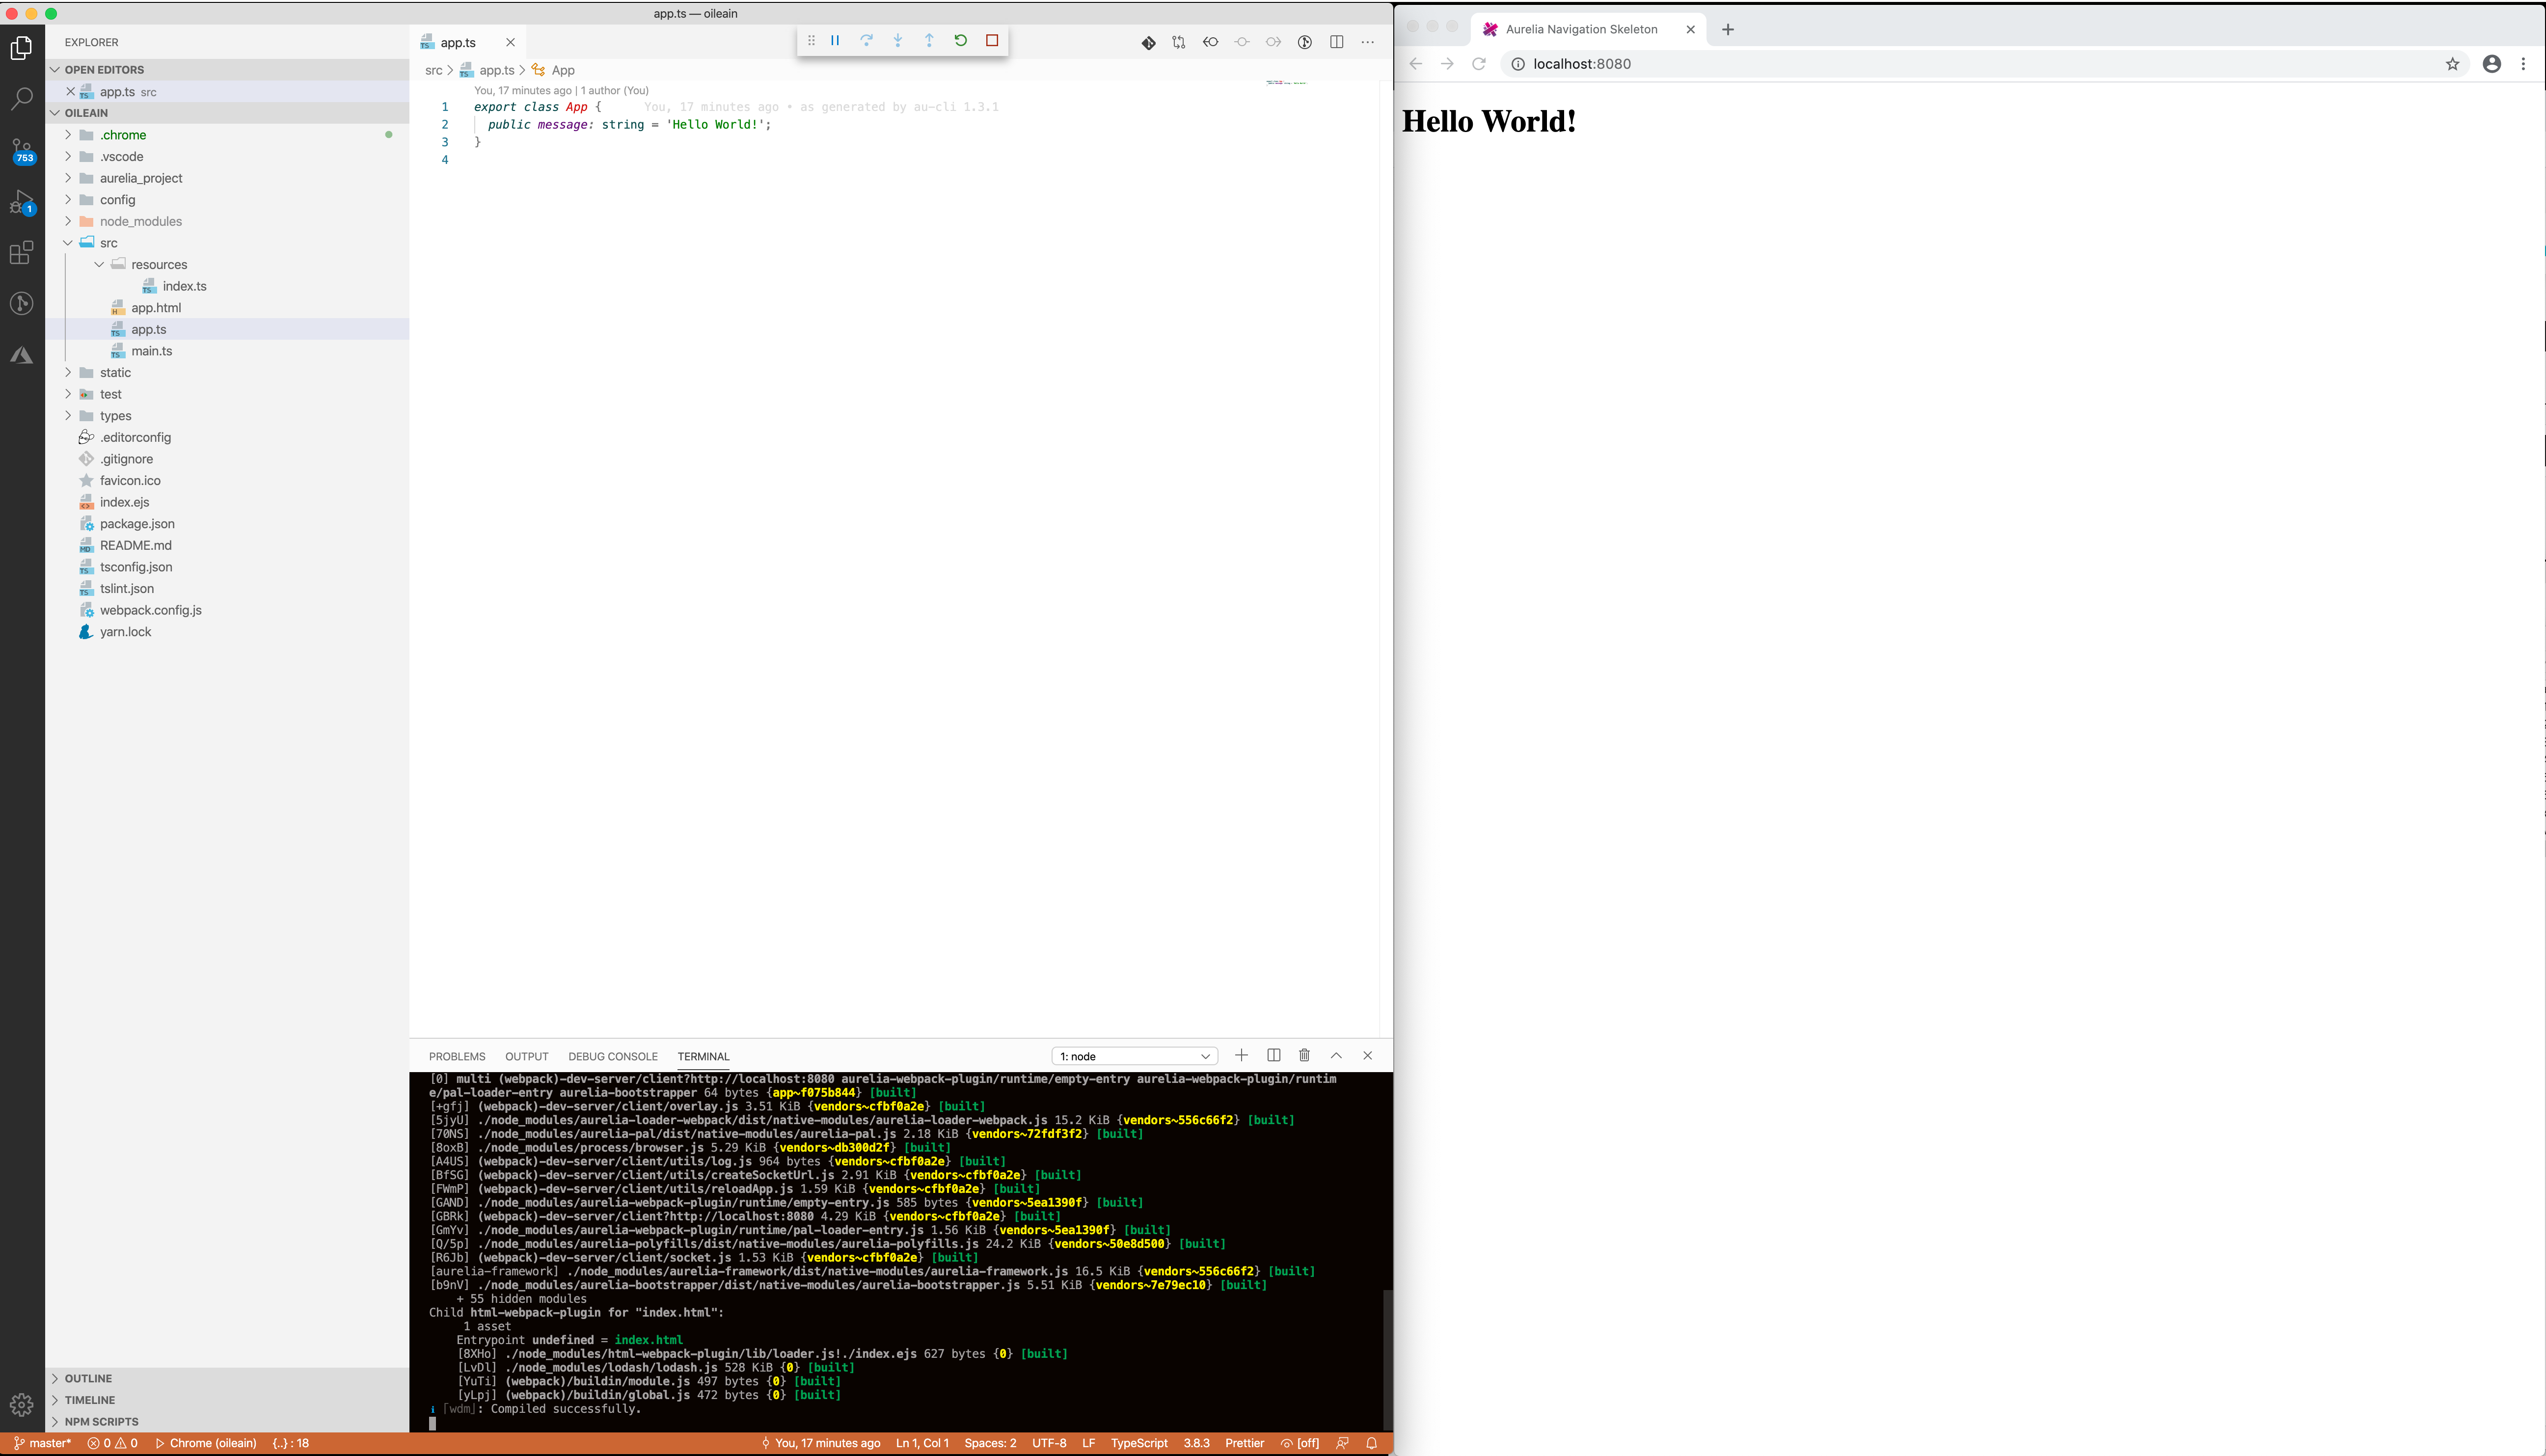 app.ts — oileain
EXPLORER
OPEN EDITORS
app.ts src
OILEAIN
.chrome
.vscode
aurelia_project
config
node_modules
src
resources
index.ts
app.html
app.ts
main.ts
static
test
types
.editorconfig
.gitignore
favicon.ico
index.ejs
package.json
README.md
tsconfig.json
tslint.json
webpack.config.js
yarn.lock
OUTLINE
TIMELINE
NPM SCRIPTS
753
1
app.ts
src > app.ts > App
You, 17 minutes ago | 1 author (You)
1 export class App { You, 17 minutes ago • as generated by au-cli 1.3.1
2 public message: string = 'Hello World!';
3 }
4
PROBLEMS OUTPUT DEBUG CONSOLE TERMINAL 1: node
[0] multi (webpack)-dev-server/client?http://localhost:8080 aurelia-webpack-plugin/runtime/empty-entry aurelia-webpack-plugin/runtim
e/pal-loader-entry aurelia-bootstrapper 64 bytes {app~f075b844} [built]
[+gfj] (webpack)-dev-server/client/overlay.js 3.51 KiB {vendors~cfbf0a2e} [built]
[5jyU] ./node_modules/aurelia-loader-webpack/dist/native-modules/aurelia-loader-webpack.js 15.2 KiB {vendors~556c66f2} [built]
[70NS] ./node_modules/aurelia-pal/dist/native-modules/aurelia-pal.js 2.18 KiB {vendors~72fdf3f2} [built]
[8oxB] ./node_modules/process/browser.js 5.29 KiB {vendors~db300d2f} [built]
[A4US] (webpack)-dev-server/client/utils/log.js 964 bytes {vendors~cfbf0a2e} [built]
[BfSG] (webpack)-dev-server/client/utils/createSocketUrl.js 2.91 KiB {vendors~cfbf0a2e} [built]
[FWmP] (webpack)-dev-server/client/utils/reloadApp.js 1.59 KiB {vendors~cfbf0a2e} [built]
[GAND] ./node_modules/aurelia-webpack-plugin/runtime/empty-entry.js 585 bytes {vendors~5ea1390f} [built]
[GBRk] (webpack)-dev-server/client?http://localhost:8080 4.29 KiB {vendors~cfbf0a2e} [built]
[GmYv] ./node_modules/aurelia-webpack-plugin/runtime/pal-loader-entry.js 1.56 KiB {vendors~5ea1390f} [built]
[Q/5p] ./node_modules/aurelia-polyfills/dist/native-modules/aurelia-polyfills.js 24.2 KiB {vendors~50e8d500} [built]
[R6Jb] (webpack)-dev-server/client/socket.js 1.53 KiB {vendors~cfbf0a2e} [built]
[aurelia-framework] ./node_modules/aurelia-framework/dist/native-modules/aurelia-framework.js 16.5 KiB {vendors~556c66f2} [built]
[b9nV] ./node_modules/aurelia-bootstrapper/dist/native-modules/aurelia-bootstrapper.js 5.51 KiB {vendors~7e79ec10} [built]
+ 55 hidden modules
Child html-webpack-plugin for "index.html":
1 asset
Entrypoint undefined = index.html
[8XHo] ./node_modules/html-webpack-plugin/lib/loader.js!./index.ejs 627 bytes {0} [built]
[LvDl] ./node_modules/lodash/lodash.js 528 KiB {0} [built]
[YuTi] (webpack)/buildin/module.js 497 bytes {0} [built]
[yLpj] (webpack)/buildin/global.js 472 bytes {0} [built]
i ｢wdm｣: Compiled successfully.
master* 0 0 Chrome (oileain) {..} : 18 You, 17 minutes ago Ln 1, Col 1 Spaces: 2 UTF-8 LF TypeScript 3.8.3 Prettier [off]
Aurelia Navigation Skeleton
localhost:8080
Hello World!